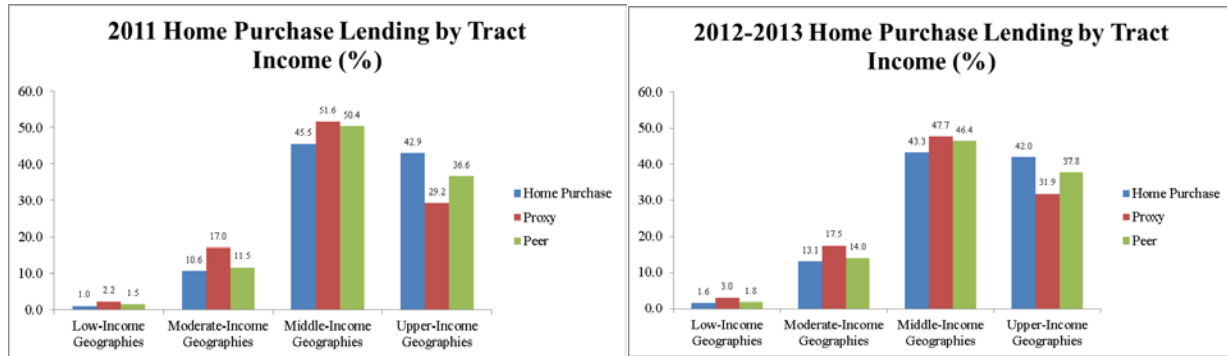 2011 Home Purchase Lending by Tract
Income (%)
60.0
50.0
40.0
30.0
20.0
10.0
0.0
1.0 2.2 1.5
10.6 17.0 11.5
45.5 51.6 50.4
42.9 29.2 36.6
Low-Income Moderate-Income Middle-Income Upper-Income
Geographies Geographies Geographies Geographies
Home Purchase
Proxy
Peer
2012-2013 Home Purchase Lending by Tract
Income (%)
60.0
50.0
40.0
30.0
20.0
10.0
0.0
1.6 3.0 1.8
13.1 17.5 14.0
43.3 47.7 46.4
42.0 31.9 37.8
Low-Income Moderate-Income Middle-Income Upper-Income
Geographies Geographies Geographies Geographies
Home Purchase
Proxy
Peer